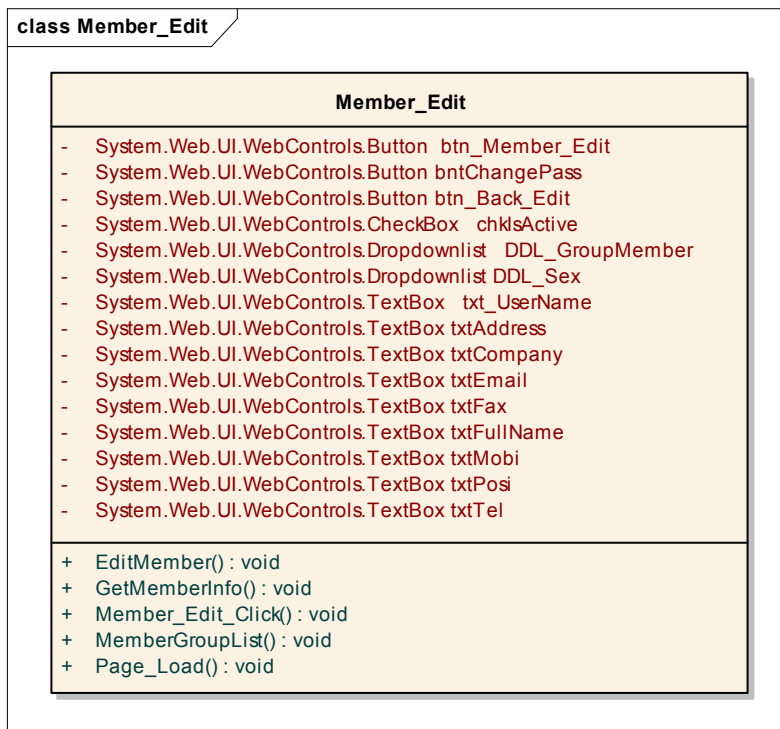 class Member_Edit
Member_Edit
- System.Web.UI.WebControls.Button btn_Member_Edit
- System.Web.UI.WebControls.Button bntChangePass
- System.Web.UI.WebControls.Button btn_Back_Edit
- System.Web.UI.WebControls.CheckBox chkIsActive
- System.Web.UI.WebControls.Dropdownlist DDL_GroupMember
- System.Web.UI.WebControls.Dropdownlist DDL_Sex
- System.Web.UI.WebControls.TextBox txt_UserName
- System.Web.UI.WebControls.TextBox txtAddress
- System.Web.UI.WebControls.TextBox txtCompany
- System.Web.UI.WebControls.TextBox txtEmail
- System.Web.UI.WebControls.TextBox txtFax
- System.Web.UI.WebControls.TextBox txtFullName
- System.Web.UI.WebControls.TextBox txtMobi
- System.Web.UI.WebControls.TextBox txtPosi
- System.Web.UI.WebControls.TextBox txtTel
+ EditMember() : void
+ GetMemberInfo() : void
+ Member_Edit_Click() : void
+ MemberGroupList() : void
+ Page_Load() : void